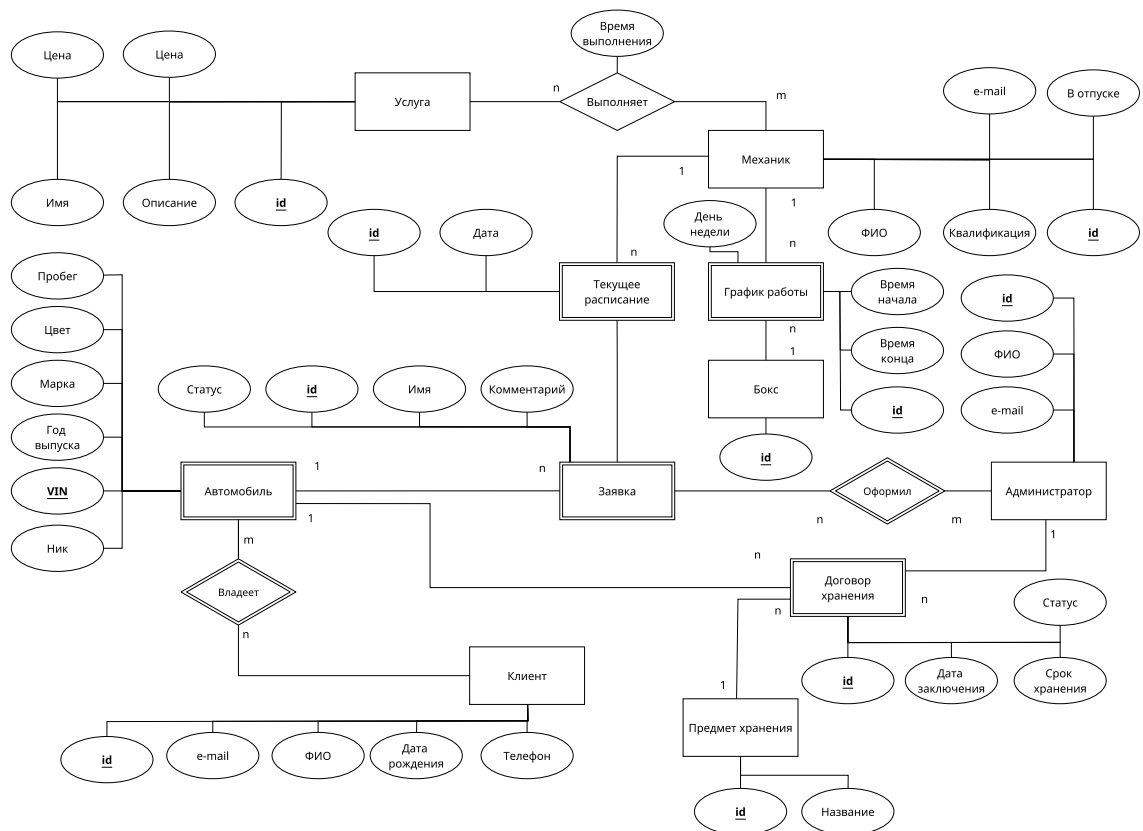 Время
выполнения
Цена
Цена
e-mail
В отпуске
n
m
Услуга
Выполняет
Механик
1
1
Имя
Описание
id
День
недели
ФИО
Квалификация
id
id
Дата
n
n
Пробег
Текущее
расписание
График работы
Время
начала
id
Цвет
n
Время
конца
1
ФИО
Марка
Статус
id
Имя
Комментарий
Бокс
id
e-mail
Год
выпуска
id
1
n
VIN
Автомобиль
Заявка
Оформил
Администратор
1
n
m
Ник
m
1
n
Владеет
Договор
хранения
n
n
Статус
n
Клиент
id
Дата
заключения
Срок
хранения
1
Предмет хранения
id
e-mail
ФИО
Дата
рождения
Телефон
id
Название